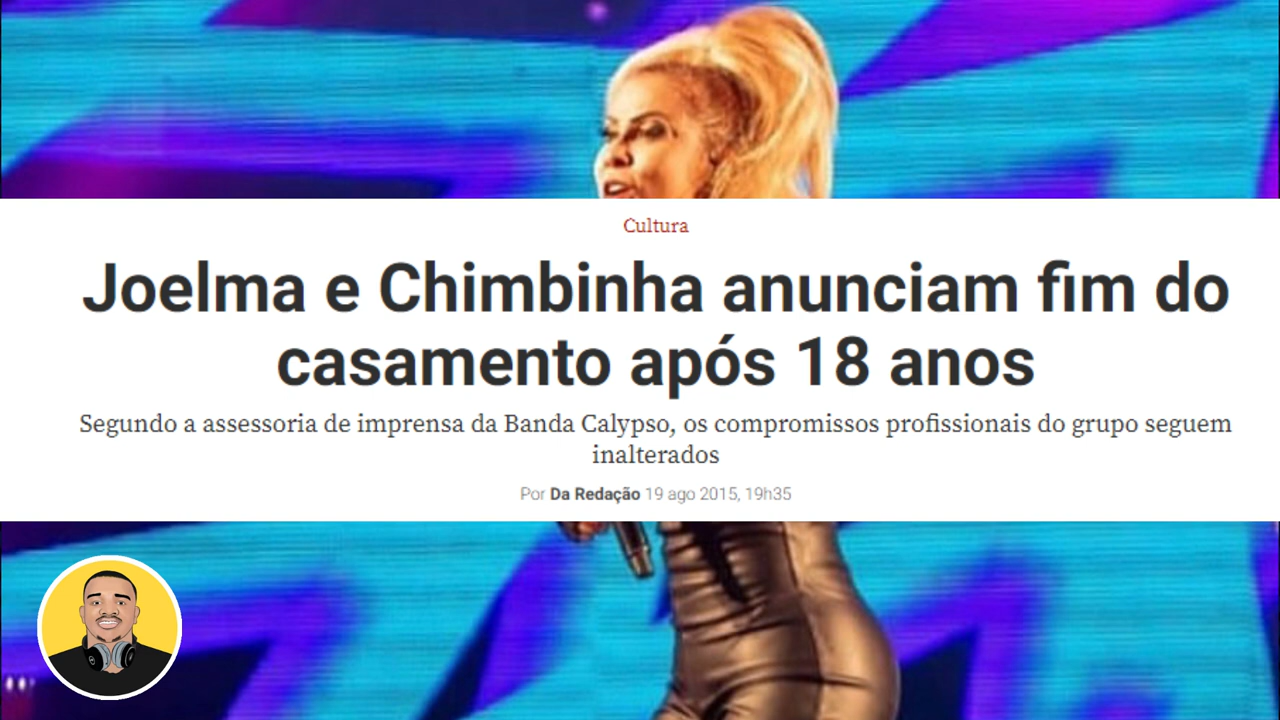 Cultura
Joelma e Chimbinha anunciam fim do
casamento após 18 anos
Segundo a assessoria de imprensa da Banda Calypso, os compromissos profissionais do grupo seguem
inalterados
Por Da Redação 19 ago 2015, 19h35